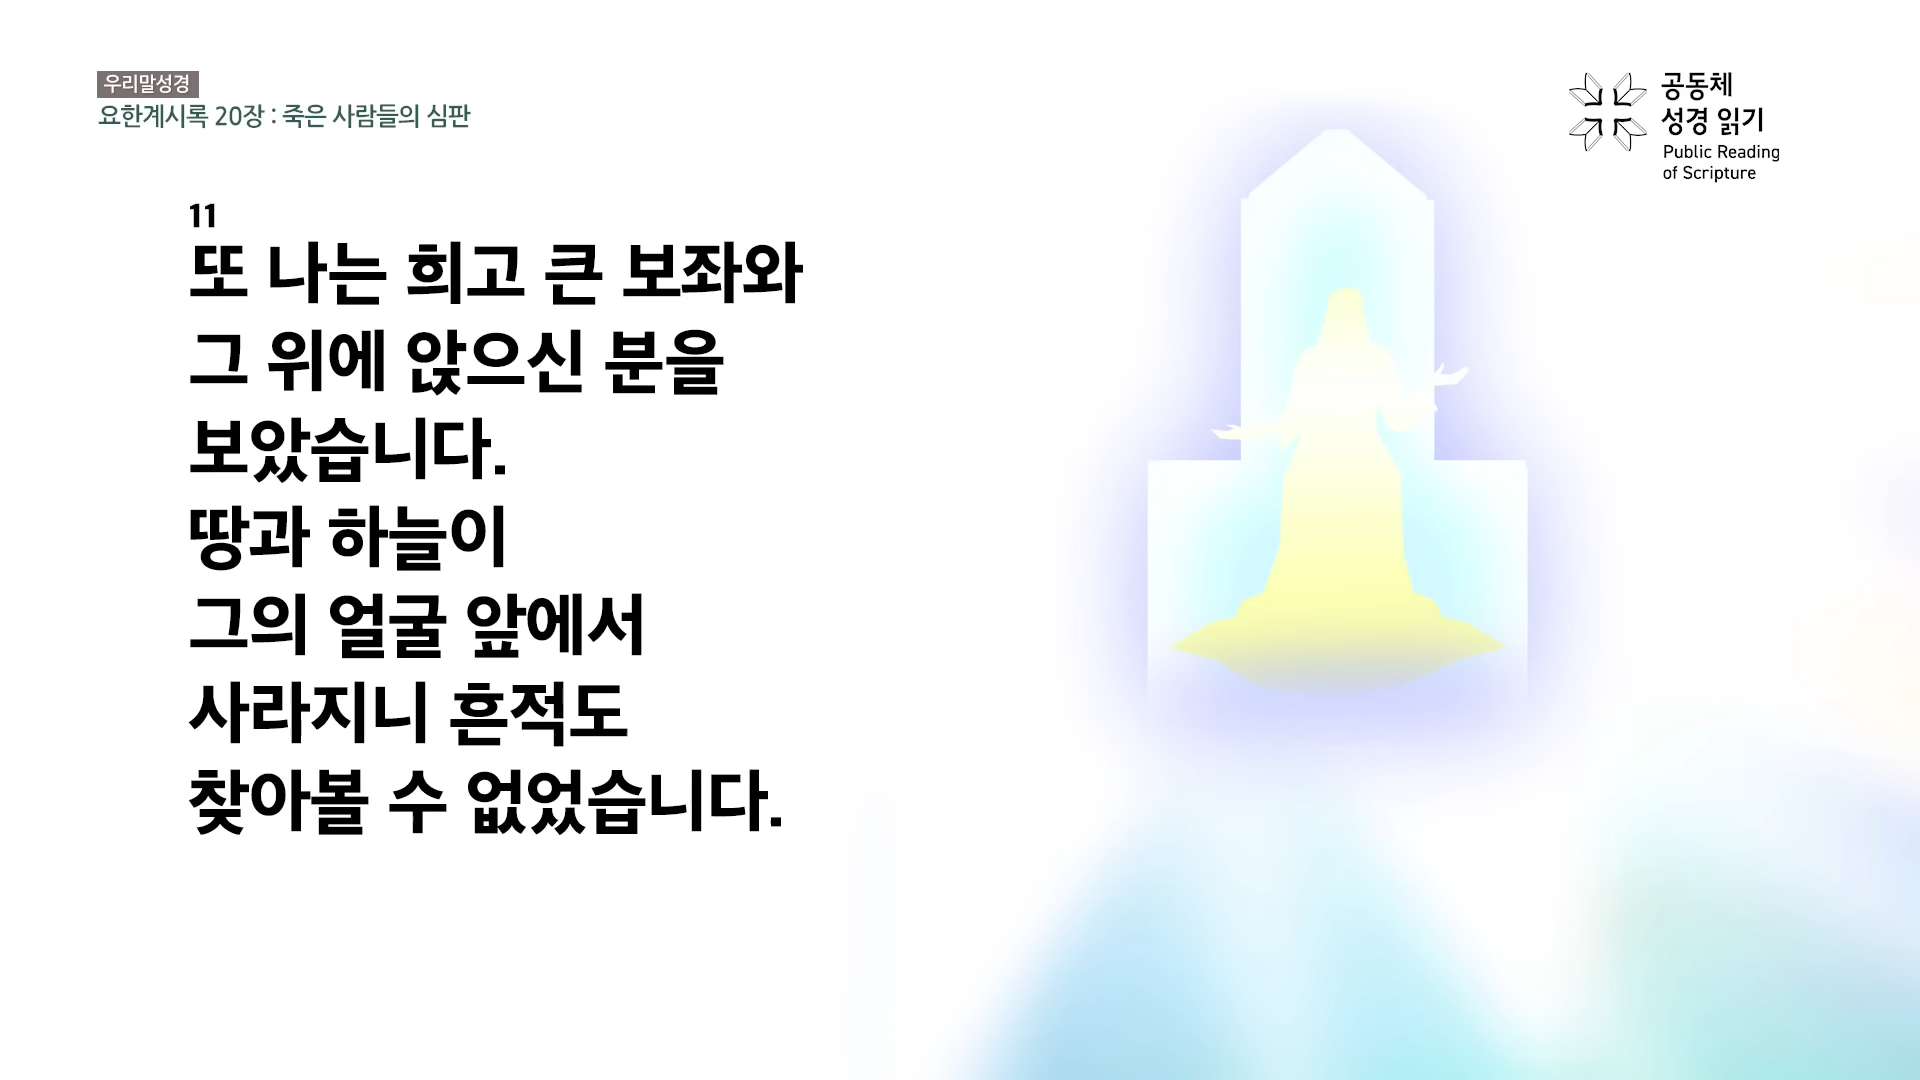 우리말성경
요한계시록 20장 : 죽은 사람들의 심판
공동체
성경 읽기
Public Reading
of Scripture
11
또 나는 희고 큰 보좌와
그 위에 앉으신 분을
보았습니다.
땅과 하늘이
그의 얼굴 앞에서
사라지니 흔적도
찾아볼 수 없었습니다.